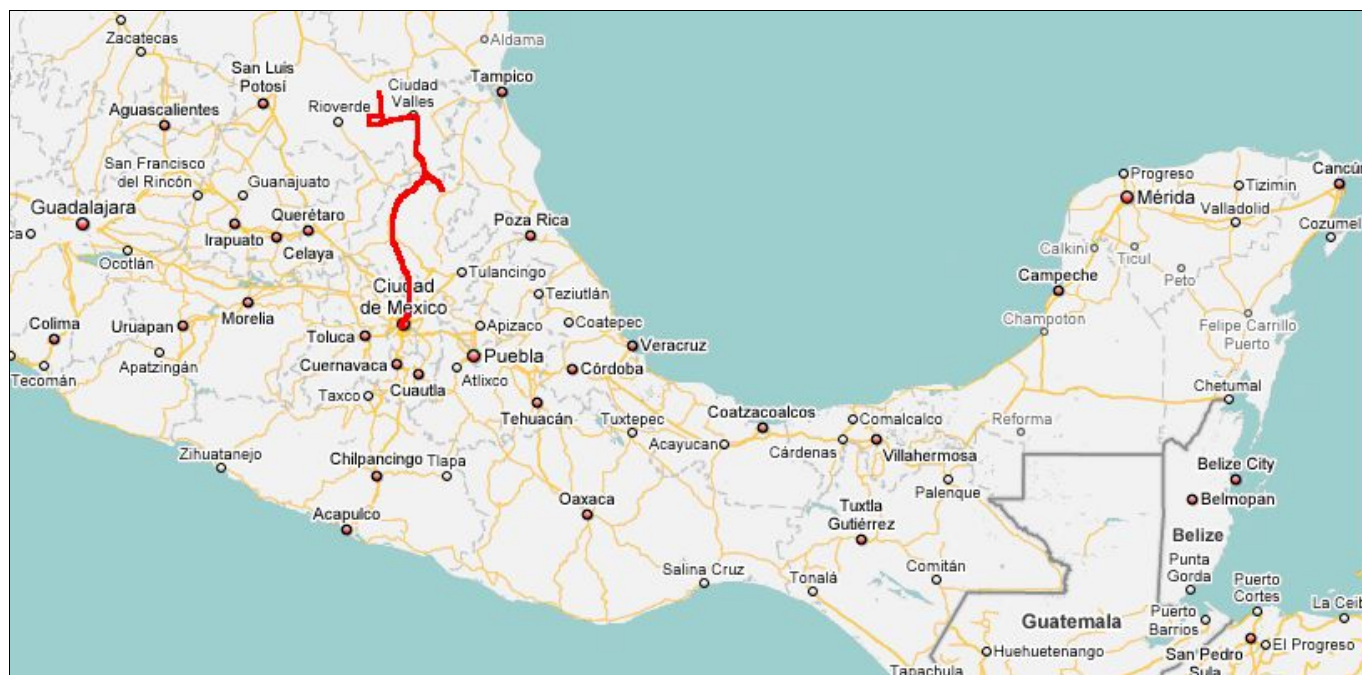 Zacatecas
Aldama
San Luis
Potosí
Ciudad
Valles
Tampico
Aguascalientes
Rioverde
San Francisco
del Rincón
Guanajuato
Guadalajara
Querétaro
Poza Rica
Irapuato
Celaya
Ocotlán
Tulancingo
Ciudad
de México
Teziutlán
Morelia
Colima
Uruapan
Toluca
Apizaco
Coatepec
Veracruz
Tecomán
Apatzingán
Cuernavaca
Puebla
Cuautla
Atlixco
Córdoba
Taxco
Tehuacán
Tuxtepec
Coatzacoalcos
Comalcalco
Acayucan
Cárdenas
Villahermosa
Zihuatanejo
Chilpancingo
Tlapa
Palenque
Acapulco
Oaxaca
Tuxtla
Gutiérrez
Salina Cruz
Tonalá
Comitán
Progreso
Mérida
Tizimin
Cancún
Valladolid
Cozumel
Calkiní
Ticul
Peto
Campeche
Champoton
Felipe Carrillo
Puerto
Chetumal
Reforma
Belize City
Belmopan
Belize
Punta
Gorda
Puerto
Cortes
La Ceib
Guatemala
Puerto
Barrios
Huehuetenango
San Pedro
Sula
El Progreso
Tapachula